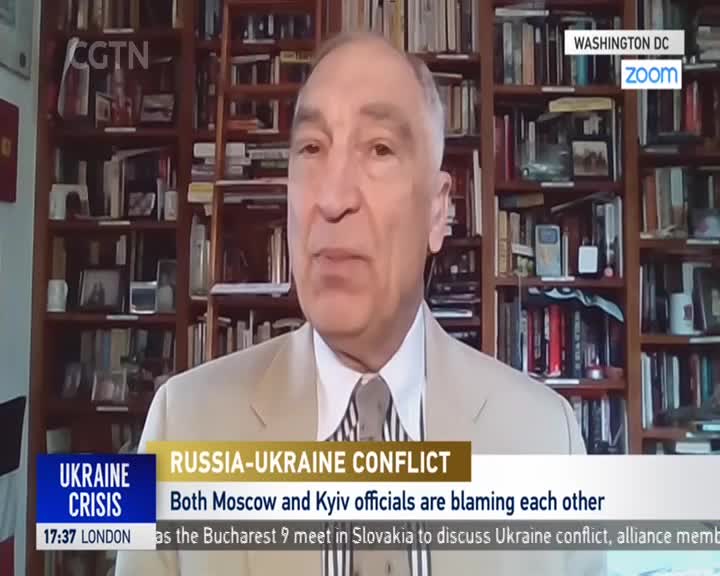 CGTN
WASHINGTON DC
zoom
RUSSIA-UKRAINE CONFLICT
UKRAINE
CRISIS
Both Moscow and Kyiv officials are blaming each other
17:37 LONDON
as the Bucharest 9 meet in Slovakia to discuss Ukraine conflict, alliance memb